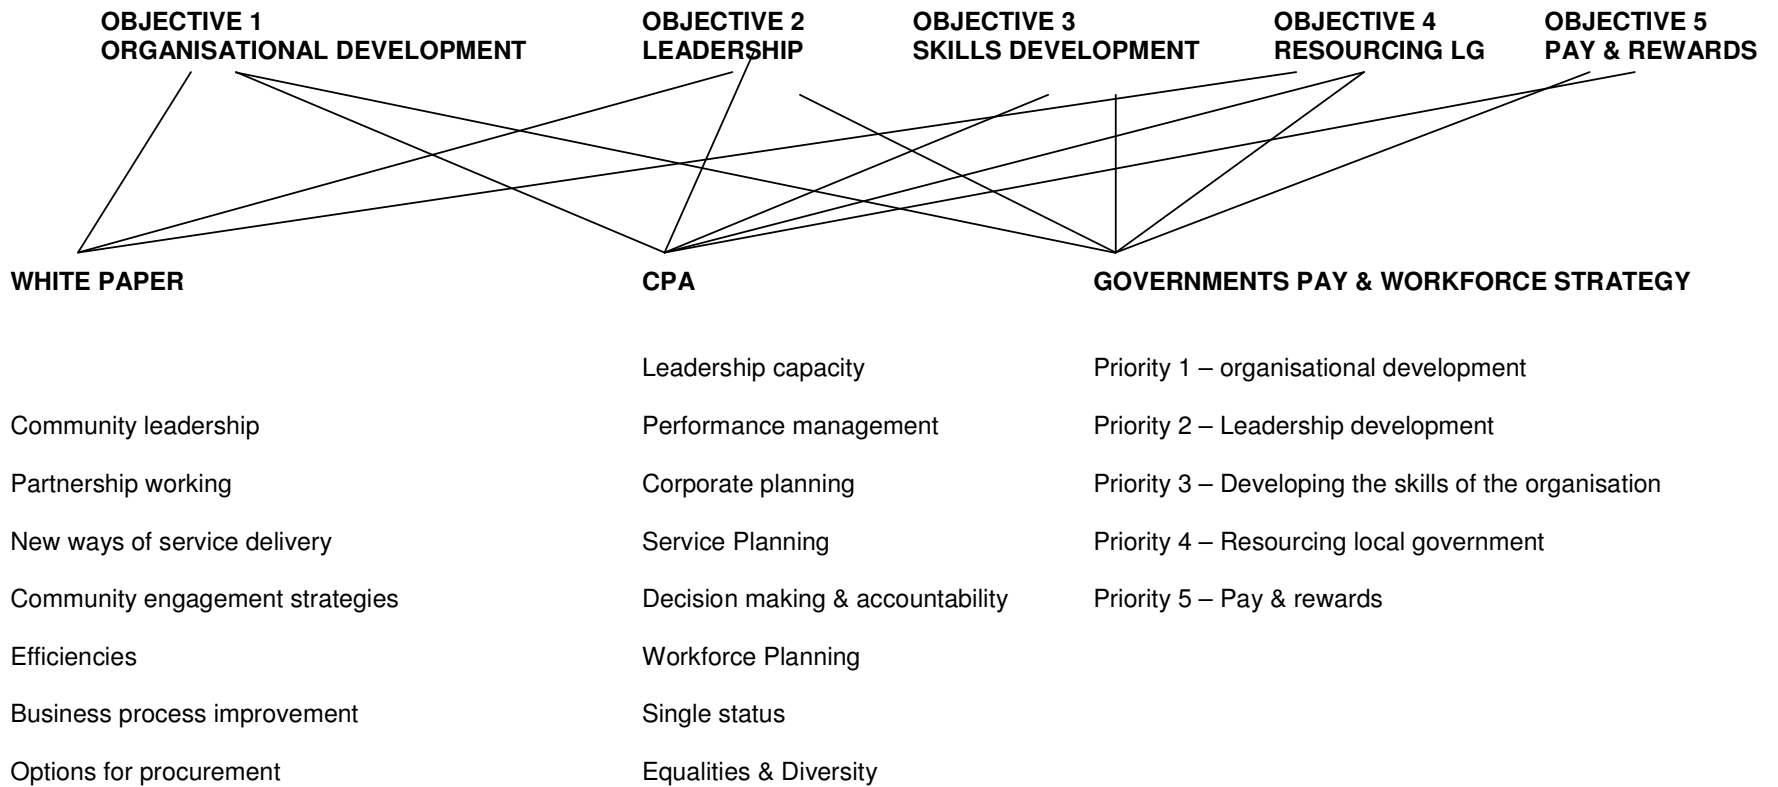 OBJECTIVE 1
ORGANISATIONAL DEVELOPMENT
OBJECTIVE 2
LEADERSHIP
OBJECTIVE 3
SKILLS DEVELOPMENT
OBJECTIVE 4
RESOURCING LG
OBJECTIVE 5
PAY & REWARDS
WHITE PAPER
Community leadership
Partnership working
New ways of service delivery
Community engagement strategies
Efficiencies
Business process improvement
Options for procurement
CPA
Leadership capacity
Performance management
Corporate planning
Service Planning
Decision making & accountability
Workforce Planning
Single status
Equalities & Diversity
GOVERNMENTS PAY & WORKFORCE STRATEGY
Priority 1 – organisational development
Priority 2 – Leadership development
Priority 3 – Developing the skills of the organisation
Priority 4 – Resourcing local government
Priority 5 – Pay & rewards